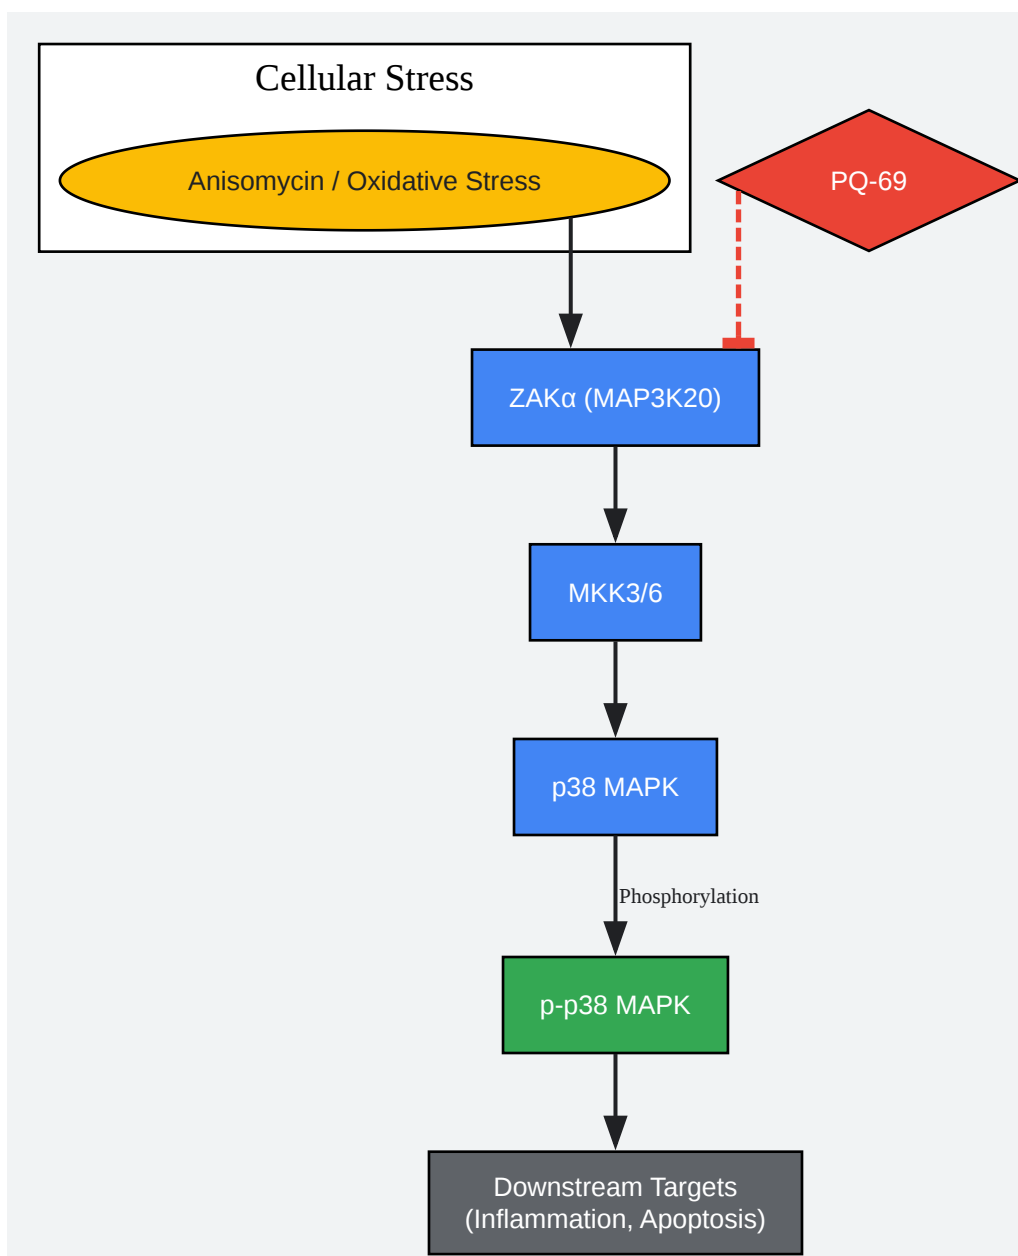 Cellular Stress
Anisomycin / Oxidative Stress
PQ-69
ZAKα (MAP3K20)
MKK3/6
p38 MAPK
Phosphorylation
p-p38 MAPK
Downstream Targets
(Inflammation, Apoptosis)